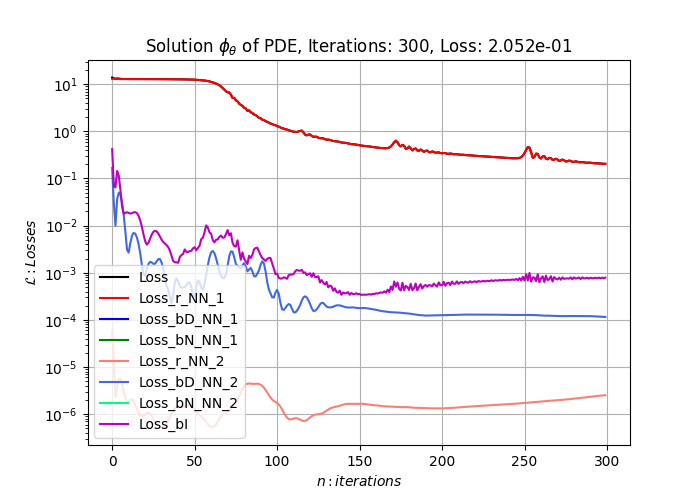 Solution ϕ_θ of PDE, Iterations: 300, Loss: 2.052e-01
10^1
10^0
10^−1
10^−2
10^−3
10^−4
10^−5
10^−6
ℒ : Losses
Loss
Loss_r_NN_1
Loss_bD_NN_1
Loss_bN_NN_1
Loss_r_NN_2
Loss_bD_NN_2
Loss_bN_NN_2
Loss_bI
0 50 100 150 200 250 300
n : iterations